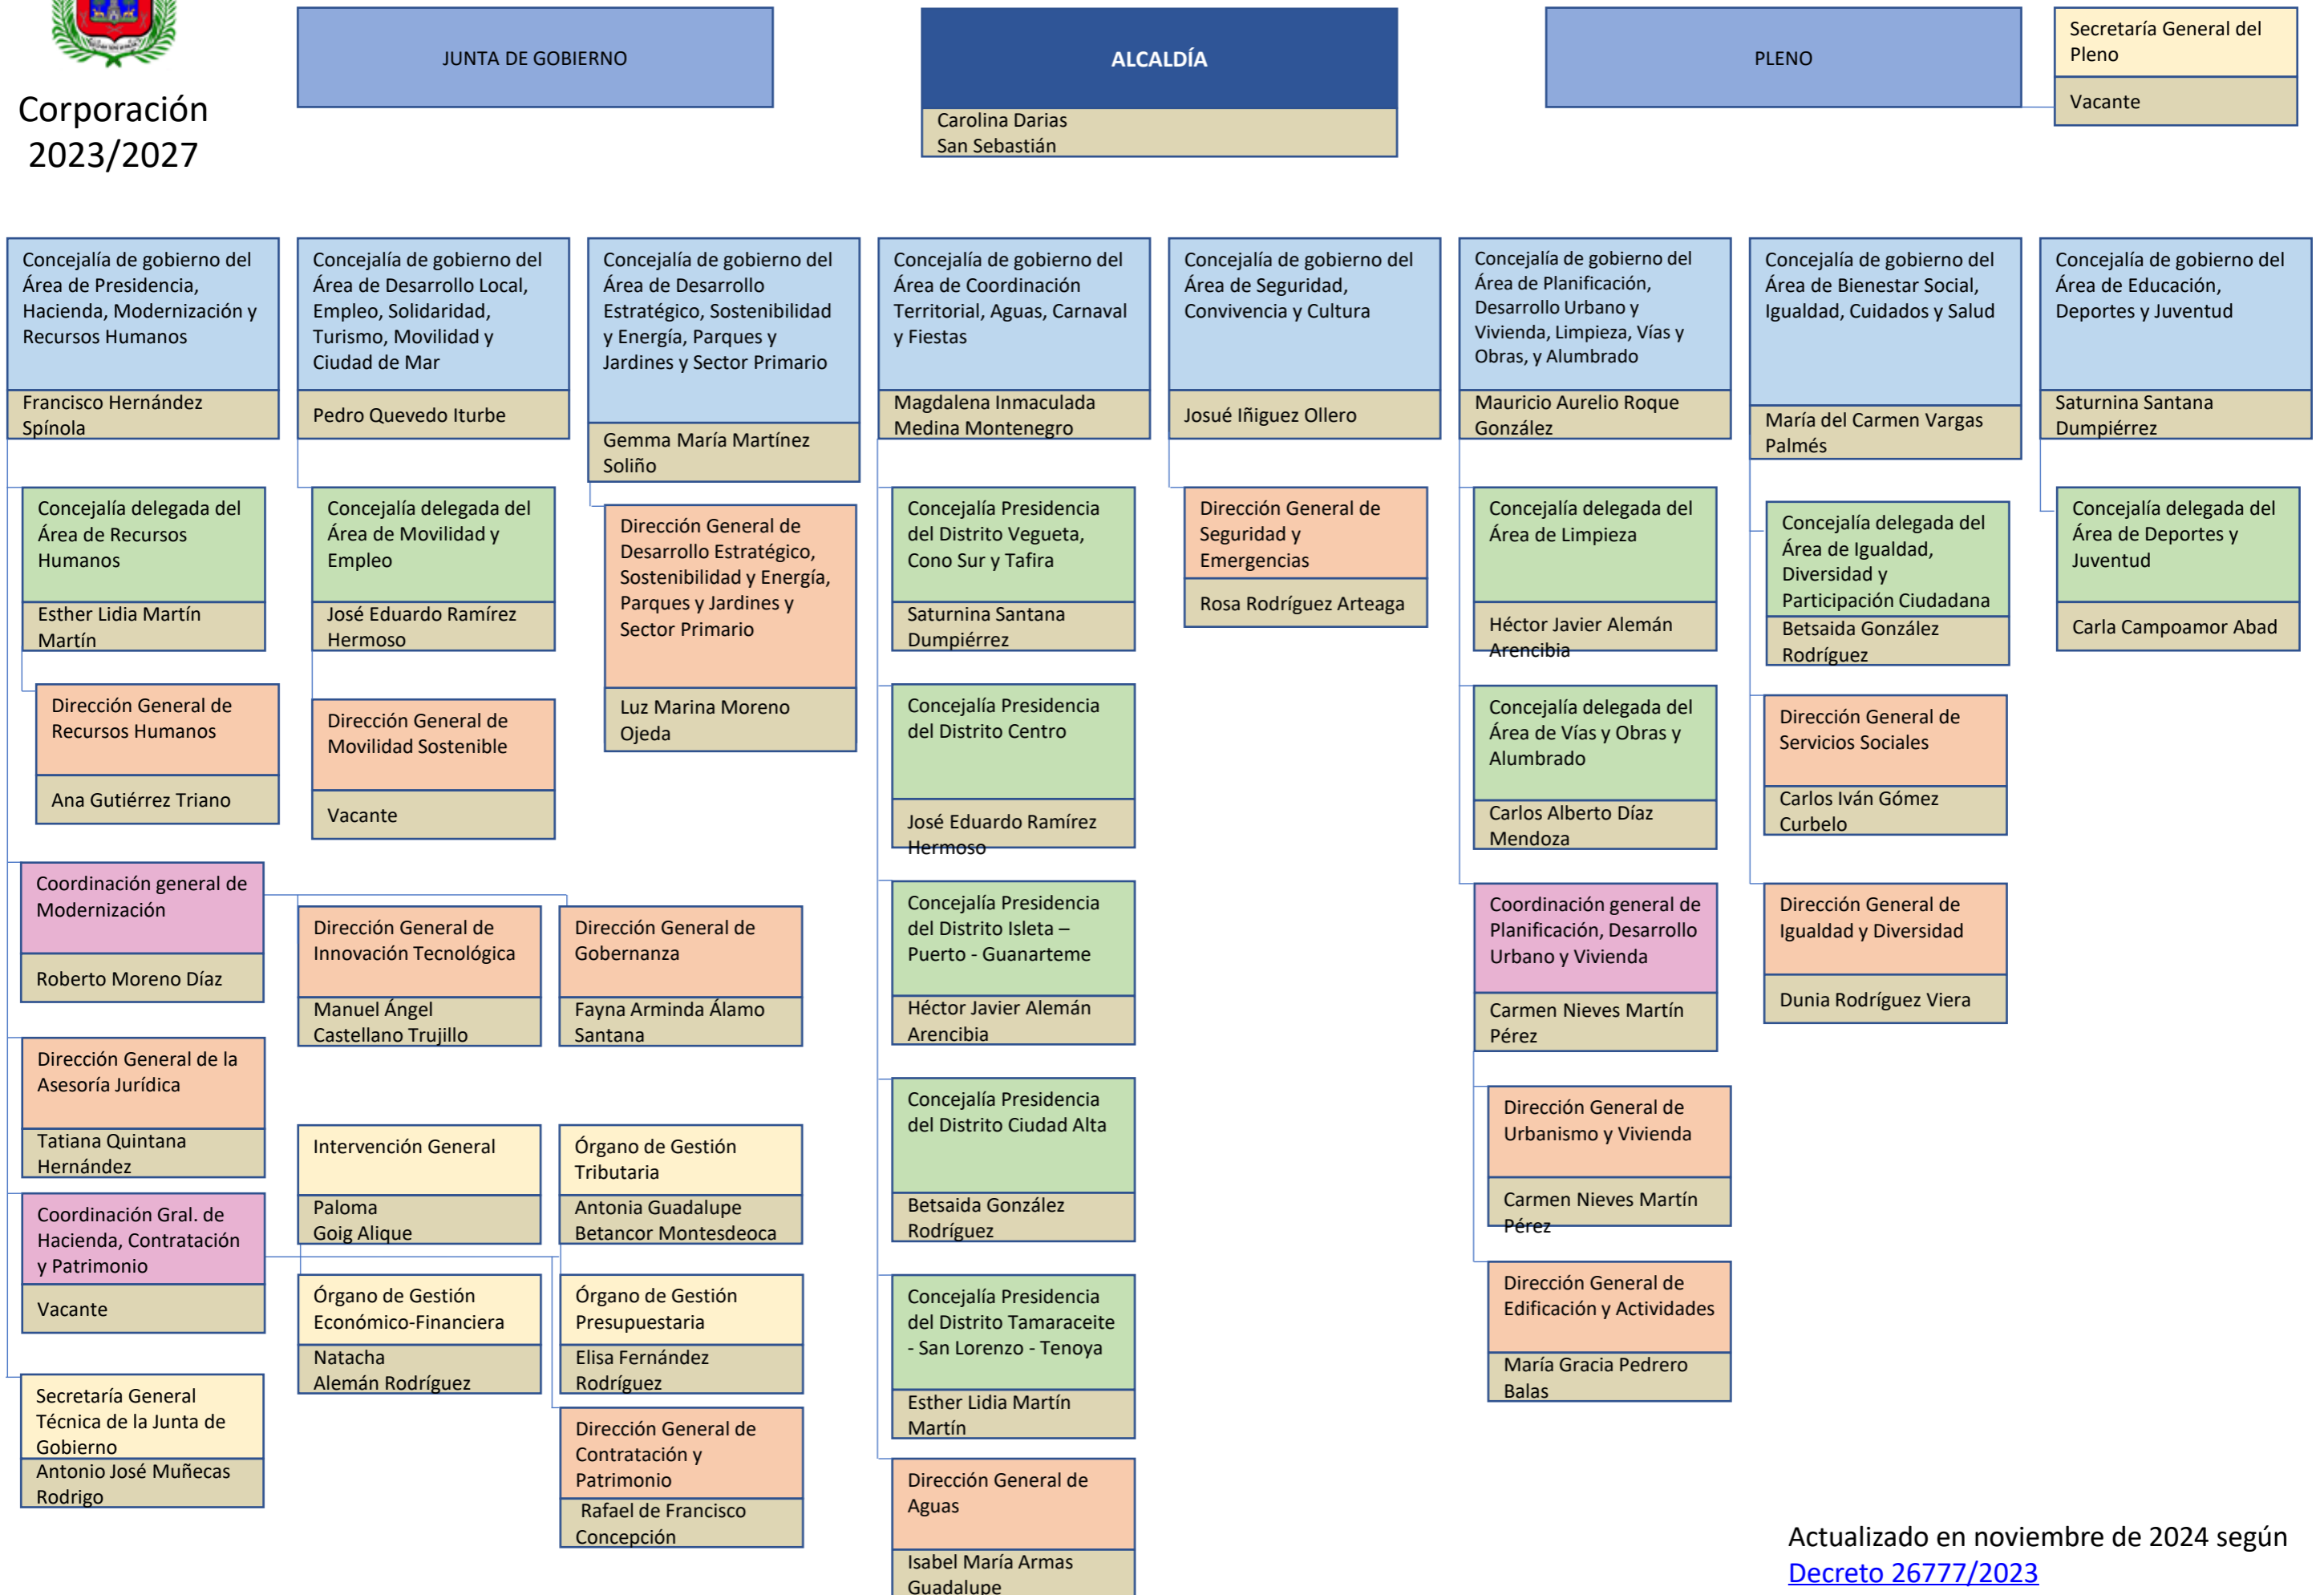 Corporación
2023/2027
JUNTA DE GOBIERNO
ALCALDÍA
Carolina Darias
San Sebastián
PLENO
Secretaría General del
Pleno
Vacante
Concejalía de gobierno del
Área de Presidencia,
Hacienda, Modernización y
Recursos Humanos
Francisco Hernández
Spínola
Concejalía delegada del
Área de Recursos
Humanos
Esther Lidia Martín
Martín
Dirección General de
Recursos Humanos
Ana Gutiérrez Triano
Coordinación general de
Modernización
Roberto Moreno Díaz
Dirección General de
Innovación Tecnológica
Manuel Ángel
Castellano Trujillo
Dirección General de
Gobernanza
Fayna Arminda Álamo
Santana
Dirección General de la
Asesoría Jurídica
Tatiana Quintana
Hernández
Coordinación Gral. de
Hacienda, Contratación
y Patrimonio
Vacante
Intervención General
Paloma
Goig Alique
Órgano de Gestión
Tributaria
Antonia Guadalupe
Betancor Montesdeoca
Órgano de Gestión
Económico-Financiera
Natacha
Alemán Rodríguez
Órgano de Gestión
Presupuestaria
Elisa Fernández
Rodríguez
Dirección General de
Contratación y
Patrimonio
Rafael de Francisco
Concepción
Secretaría General
Técnica de la Junta de
Gobierno
Antonio José Muñecas
Rodrigo
Concejalía de gobierno del
Área de Desarrollo Local,
Empleo, Solidaridad,
Turismo, Movilidad y
Ciudad de Mar
Pedro Quevedo Iturbe
Concejalía delegada del
Área de Movilidad y
Empleo
José Eduardo Ramírez
Hermoso
Dirección General de
Movilidad Sostenible
Vacante
Concejalía de gobierno del
Área de Desarrollo
Estratégico, Sostenibilidad
y Energía, Parques y
Jardines y Sector Primario
Gemma María Martínez
Soliño
Dirección General de
Desarrollo Estratégico,
Sostenibilidad y Energía,
Parques y Jardines y
Sector Primario
Luz Marina Moreno
Ojeda
Concejalía de gobierno del
Área de Coordinación
Territorial, Aguas, Carnaval
y Fiestas
Magdalena Inmaculada
Medina Montenegro
Concejalía Presidencia
del Distrito Vegueta,
Cono Sur y Tafira
Saturnina Santana
Dumpiérrez
Concejalía Presidencia
del Distrito Centro
José Eduardo Ramírez
Hermoso
Concejalía Presidencia
del Distrito Isleta –
Puerto - Guanarteme
Héctor Javier Alemán
Arencibia
Concejalía Presidencia
del Distrito Ciudad Alta
Betsaida González
Rodríguez
Concejalía Presidencia
del Distrito Tamaraceite
- San Lorenzo - Tenoya
Esther Lidia Martín
Martín
Dirección General de
Aguas
Isabel María Armas
Guadalupe
Concejalía de gobierno del
Área de Seguridad,
Convivencia y Cultura
Josué Iñiguez Ollero
Dirección General de
Seguridad y
Emergencias
Rosa Rodríguez Arteaga
Concejalía de gobierno del
Área de Planificación,
Desarrollo Urbano y
Vivienda, Limpieza, Vías y
Obras, y Alumbrado
Mauricio Aurelio Roque
González
Concejalía delegada del
Área de Limpieza
Héctor Javier Alemán
Arencibia
Concejalía delegada del
Área de Vías y Obras y
Alumbrado
Carlos Alberto Díaz
Mendoza
Coordinación general de
Planificación, Desarrollo
Urbano y Vivienda
Carmen Nieves Martín
Pérez
Dirección General de
Urbanismo y Vivienda
Carmen Nieves Martín
Pérez
Dirección General de
Edificación y Actividades
María Gracia Pedrero
Balas
Concejalía de gobierno del
Área de Bienestar Social,
Igualdad, Cuidados y Salud
María del Carmen Vargas
Palmés
Concejalía delegada del
Área de Igualdad,
Diversidad y
Participación Ciudadana
Betsaida González
Rodríguez
Dirección General de
Servicios Sociales
Carlos Iván Gómez
Curbelo
Dirección General de
Igualdad y Diversidad
Dunia Rodríguez Viera
Concejalía de gobierno del
Área de Educación,
Deportes y Juventud
Saturnina Santana
Dumpiérrez
Concejalía delegada del
Área de Deportes y
Juventud
Carla Campoamor Abad
Actualizado en noviembre de 2024 según
Decreto 26777/2023